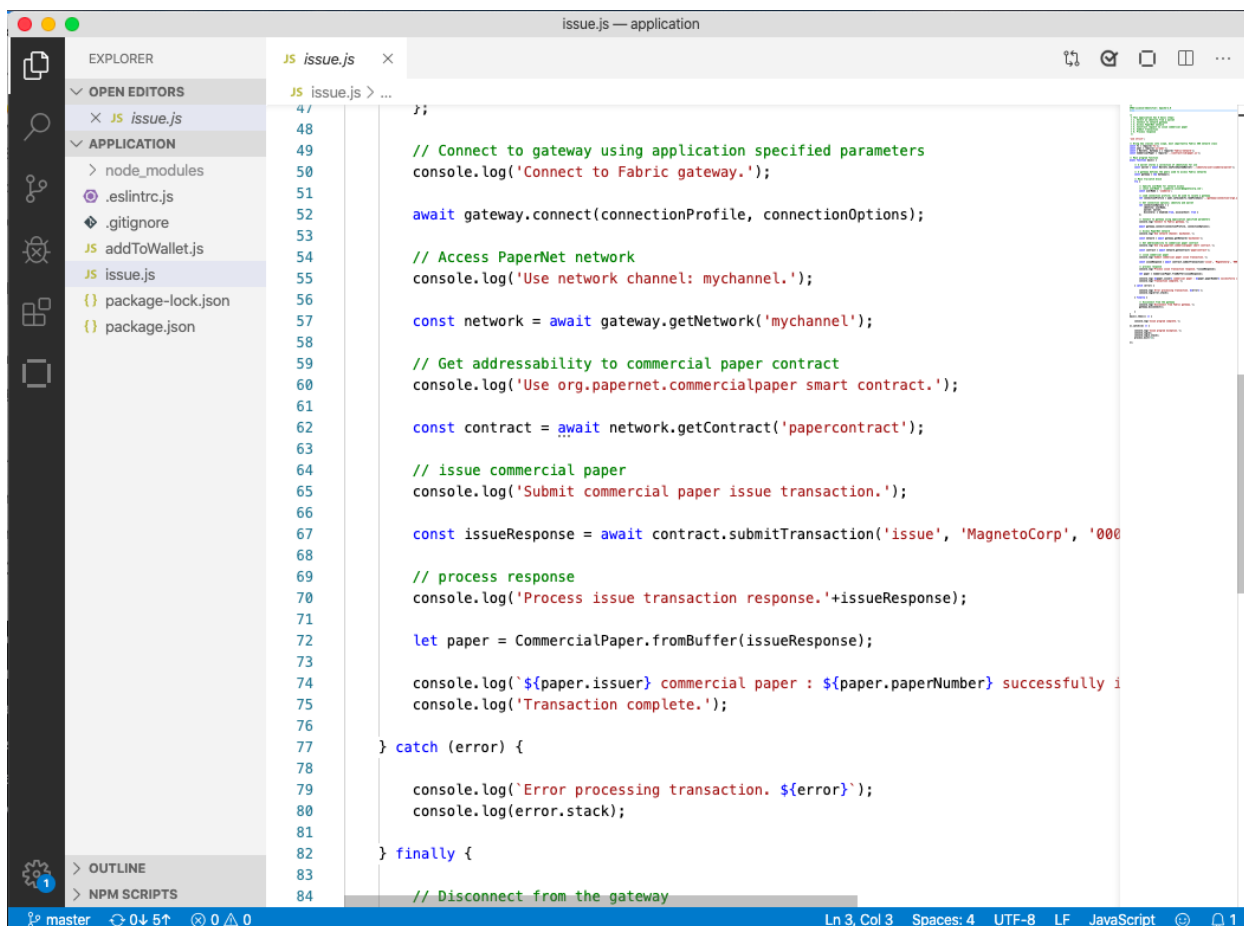 issue.js — application
EXPLORER
OPEN EDITORS
JS issue.js
APPLICATION
node_modules
.eslintrc.js
.gitignore
JS addToWallet.js
JS issue.js
{} package-lock.json
{} package.json
OUTLINE
NPM SCRIPTS
JS issue.js
JS issue.js > ...
47 };
48
49 // Connect to gateway using application specified parameters
50 console.log('Connect to Fabric gateway.');
51
52 await gateway.connect(connectionProfile, connectionOptions);
53
54 // Access PaperNet network
55 console.log('Use network channel: mychannel.');
56
57 const network = await gateway.getNetwork('mychannel');
58
59 // Get addressability to commercial paper contract
60 console.log('Use org.papernet.commercialpaper smart contract.');
61
62 const contract = await network.getContract('papercontract');
63
64 // issue commercial paper
65 console.log('Submit commercial paper issue transaction.');
66
67 const issueResponse = await contract.submitTransaction('issue', 'MagnetoCorp', '000
68
69 // process response
70 console.log('Process issue transaction response.'+issueResponse);
71
72 let paper = CommercialPaper.fromBuffer(issueResponse);
73
74 console.log(`${paper.issuer} commercial paper : ${paper.paperNumber} successfully i
75 console.log('Transaction complete.');
76
77 } catch (error) {
78
79 console.log(`Error processing transaction. ${error}`);
80 console.log(error.stack);
81
82 } finally {
83
84 // Disconnect from the gateway
1
master 0↓ 5↑ 0 0 Ln 3, Col 3 Spaces: 4 UTF-8 LF JavaScript 1